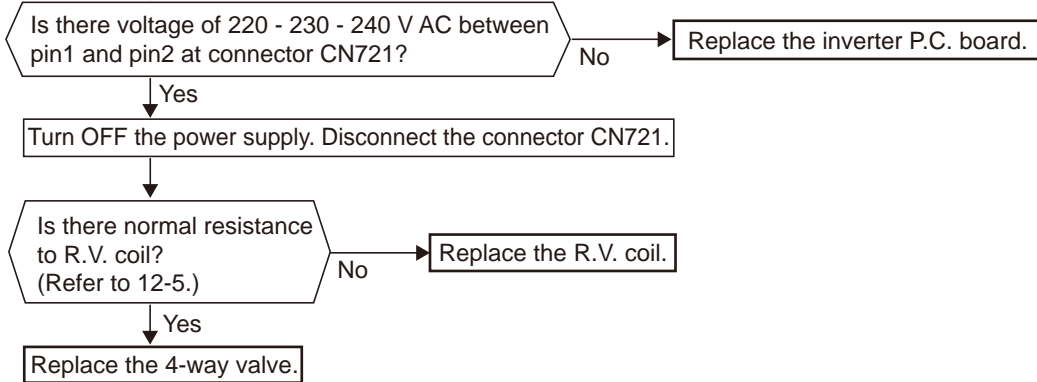 Is there voltage of 220 - 230 - 240 V AC between
pin1 and pin2 at connector CN721?
No
Replace the inverter P.C. board.
Yes
Turn OFF the power supply. Disconnect the connector CN721.
Is there normal resistance
to R.V. coil?
(Refer to 12-5.)
No
Replace the R.V. coil.
Yes
Replace the 4-way valve.